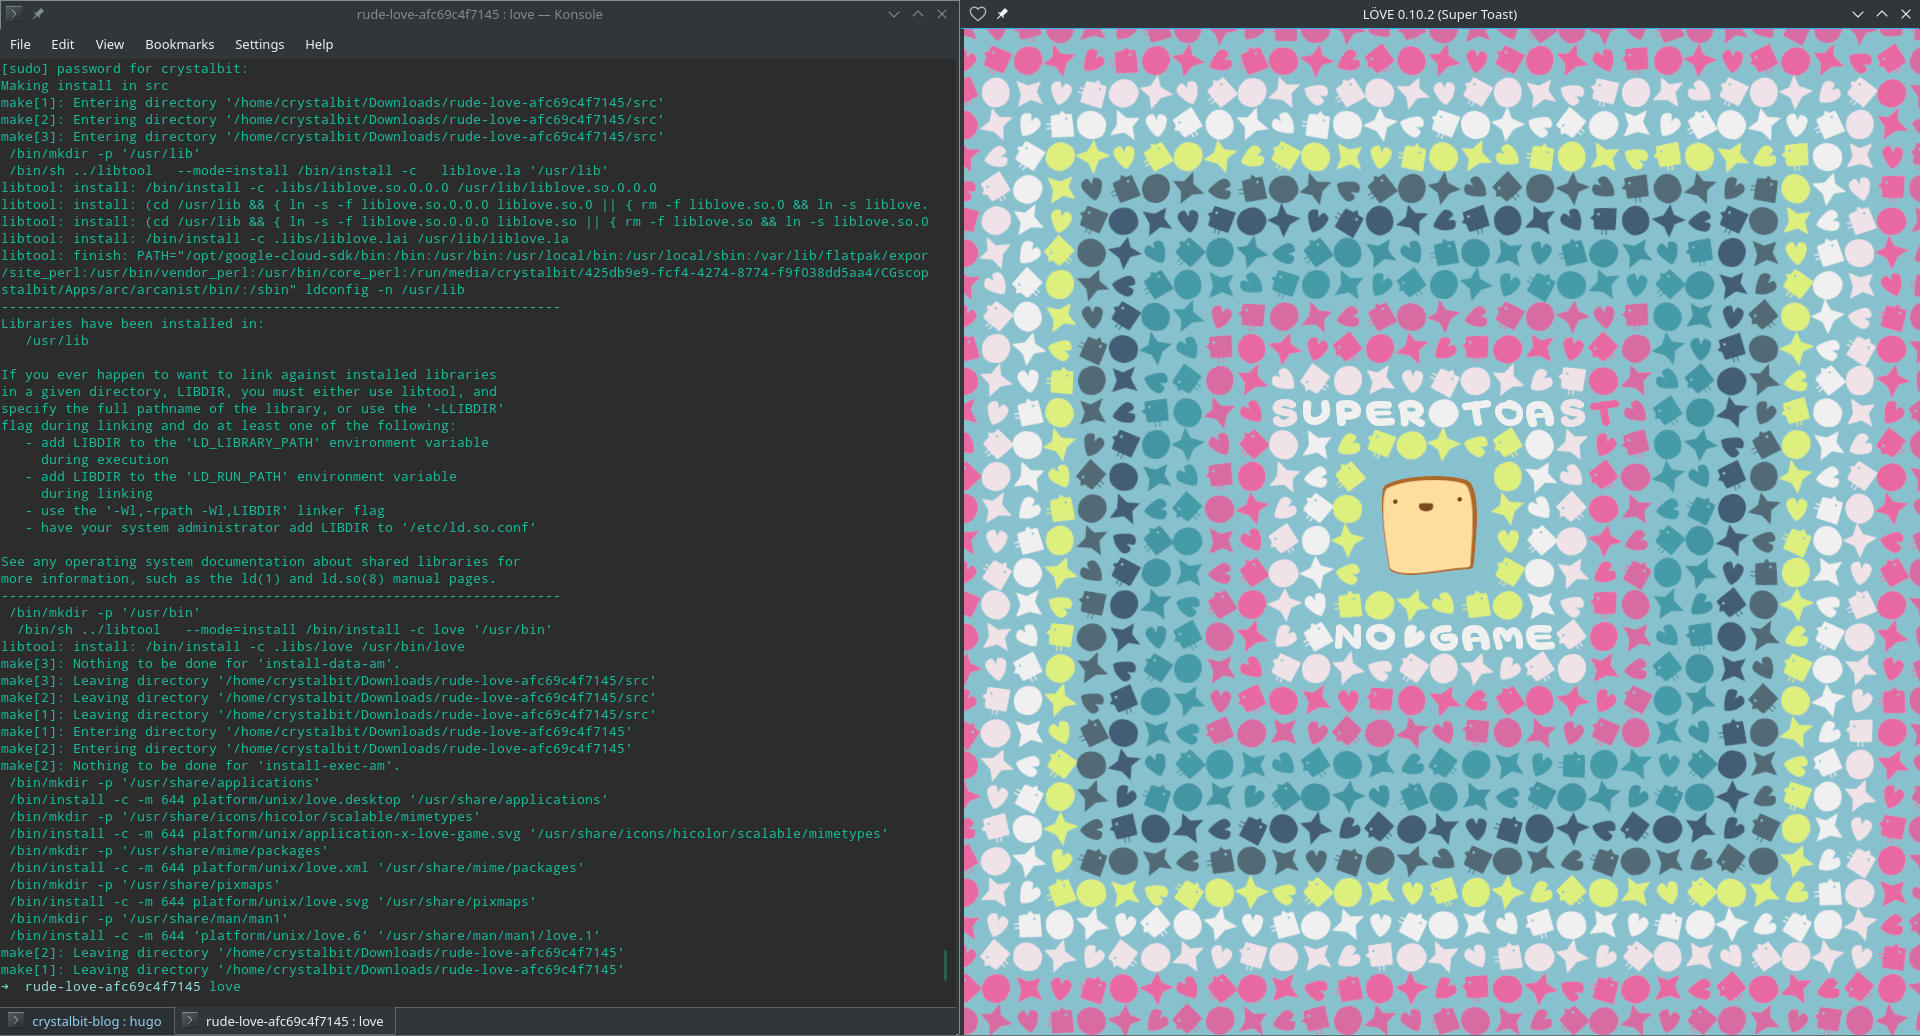 rude-love-afc69c4f7145 : love — Konsole
File Edit View Bookmarks Settings Help
[sudo] password for crystalbit:
Making install in src
make[1]: Entering directory '/home/crystalbit/Downloads/rude-love-afc69c4f7145/src'
make[2]: Entering directory '/home/crystalbit/Downloads/rude-love-afc69c4f7145/src'
make[3]: Entering directory '/home/crystalbit/Downloads/rude-love-afc69c4f7145/src'
/bin/mkdir -p '/usr/lib'
/bin/sh ../libtool --mode=install /bin/install -c liblove.la '/usr/lib'
libtool: install: /bin/install -c .libs/liblove.so.0.0.0 /usr/lib/liblove.so.0.0.0
libtool: install: (cd /usr/lib && { ln -s -f liblove.so.0.0.0 liblove.so.0 || { rm -f liblove.so.0 && ln -s liblove.
libtool: install: (cd /usr/lib && { ln -s -f liblove.so.0.0.0 liblove.so || { rm -f liblove.so && ln -s liblove.so.0
libtool: install: /bin/install -c .libs/liblove.lai /usr/lib/liblove.la
libtool: finish: PATH="/opt/google-cloud-sdk/bin:/bin:/usr/bin:/usr/local/bin:/usr/local/sbin:/var/lib/flatpak/expor
/site_perl:/usr/bin/vendor_perl:/usr/bin/core_perl:/run/media/crystalbit/425db9e9-fcf4-4274-8774-f9f038dd5aa4/CGscop
stalbit/Apps/arc/arcanist/bin/:/sbin" ldconfig -n /usr/lib
----------------------------------------------------------------------
Libraries have been installed in:
/usr/lib
If you ever happen to want to link against installed libraries
in a given directory, LIBDIR, you must either use libtool, and
specify the full pathname of the library, or use the '-LLIBDIR'
flag during linking and do at least one of the following:
- add LIBDIR to the 'LD_LIBRARY_PATH' environment variable
during execution
- add LIBDIR to the 'LD_RUN_PATH' environment variable
during linking
- use the '-Wl,-rpath -Wl,LIBDIR' linker flag
- have your system administrator add LIBDIR to '/etc/ld.so.conf'
See any operating system documentation about shared libraries for
more information, such as the ld(1) and ld.so(8) manual pages.
----------------------------------------------------------------------
/bin/mkdir -p '/usr/bin'
/bin/sh ../libtool --mode=install /bin/install -c love '/usr/bin'
libtool: install: /bin/install -c .libs/love /usr/bin/love
make[3]: Nothing to be done for 'install-data-am'.
make[3]: Leaving directory '/home/crystalbit/Downloads/rude-love-afc69c4f7145/src'
make[2]: Leaving directory '/home/crystalbit/Downloads/rude-love-afc69c4f7145/src'
make[1]: Leaving directory '/home/crystalbit/Downloads/rude-love-afc69c4f7145/src'
make[1]: Entering directory '/home/crystalbit/Downloads/rude-love-afc69c4f7145'
make[2]: Entering directory '/home/crystalbit/Downloads/rude-love-afc69c4f7145'
make[2]: Nothing to be done for 'install-exec-am'.
/bin/mkdir -p '/usr/share/applications'
/bin/install -c -m 644 platform/unix/love.desktop '/usr/share/applications'
/bin/mkdir -p '/usr/share/icons/hicolor/scalable/mimetypes'
/bin/install -c -m 644 platform/unix/application-x-love-game.svg '/usr/share/icons/hicolor/scalable/mimetypes'
/bin/mkdir -p '/usr/share/mime/packages'
/bin/install -c -m 644 platform/unix/love.xml '/usr/share/mime/packages'
/bin/mkdir -p '/usr/share/pixmaps'
/bin/install -c -m 644 platform/unix/love.svg '/usr/share/pixmaps'
/bin/mkdir -p '/usr/share/man/man1'
/bin/install -c -m 644 'platform/unix/love.6' '/usr/share/man/man1/love.1'
make[2]: Leaving directory '/home/crystalbit/Downloads/rude-love-afc69c4f7145'
make[1]: Leaving directory '/home/crystalbit/Downloads/rude-love-afc69c4f7145'
➜ rude-love-afc69c4f7145 love
crystalbit-blog : hugo
rude-love-afc69c4f7145 : love
LÖVE 0.10.2 (Super Toast)
SUPER TOAST
NO GAME